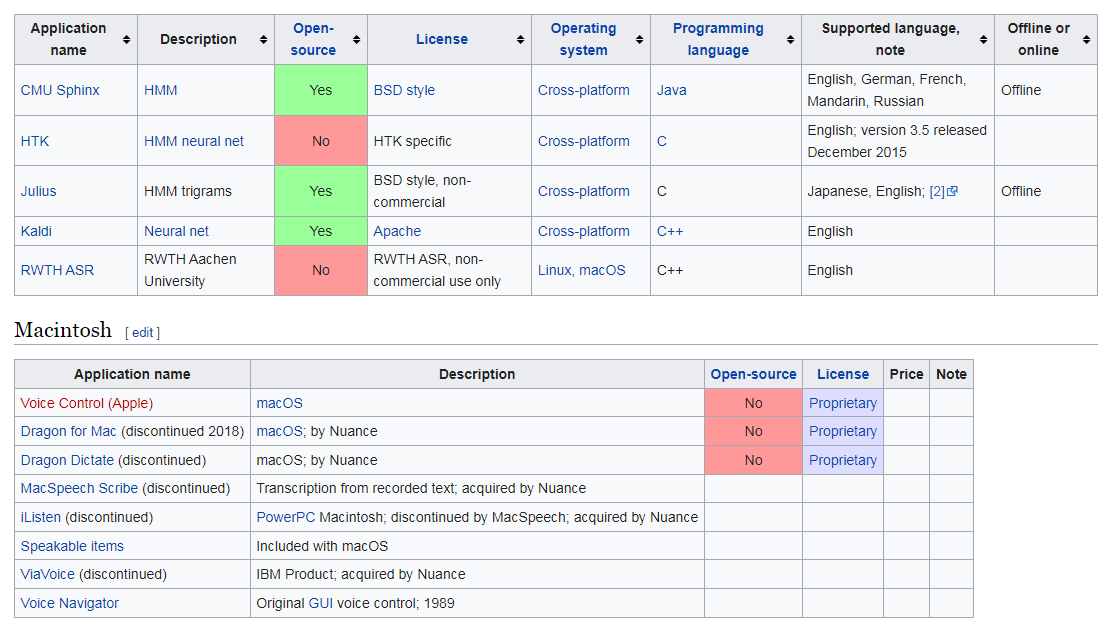 Application name Description Open-source License Operating system Programming language Supported language, note Offline or online
CMU Sphinx HMM Yes BSD style Cross-platform Java English, German, French, Mandarin, Russian Offline
HTK HMM neural net No HTK specific Cross-platform C English; version 3.5 released December 2015
Julius HMM trigrams Yes BSD style, non-commercial Cross-platform C Japanese, English; [2] Offline
Kaldi Neural net Yes Apache Cross-platform C++ English
RWTH ASR RWTH Aachen University No RWTH ASR, non-commercial use only Linux, macOS C++ English
Macintosh [ edit ]
Application name Description Open-source License Price Note
Voice Control (Apple) macOS No Proprietary
Dragon for Mac (discontinued 2018) macOS; by Nuance No Proprietary
Dragon Dictate (discontinued) macOS; by Nuance No Proprietary
MacSpeech Scribe (discontinued) Transcription from recorded text; acquired by Nuance
iListen (discontinued) PowerPC Macintosh; discontinued by MacSpeech; acquired by Nuance
Speakable items Included with macOS
ViaVoice (discontinued) IBM Product; acquired by Nuance
Voice Navigator Original GUI voice control; 1989